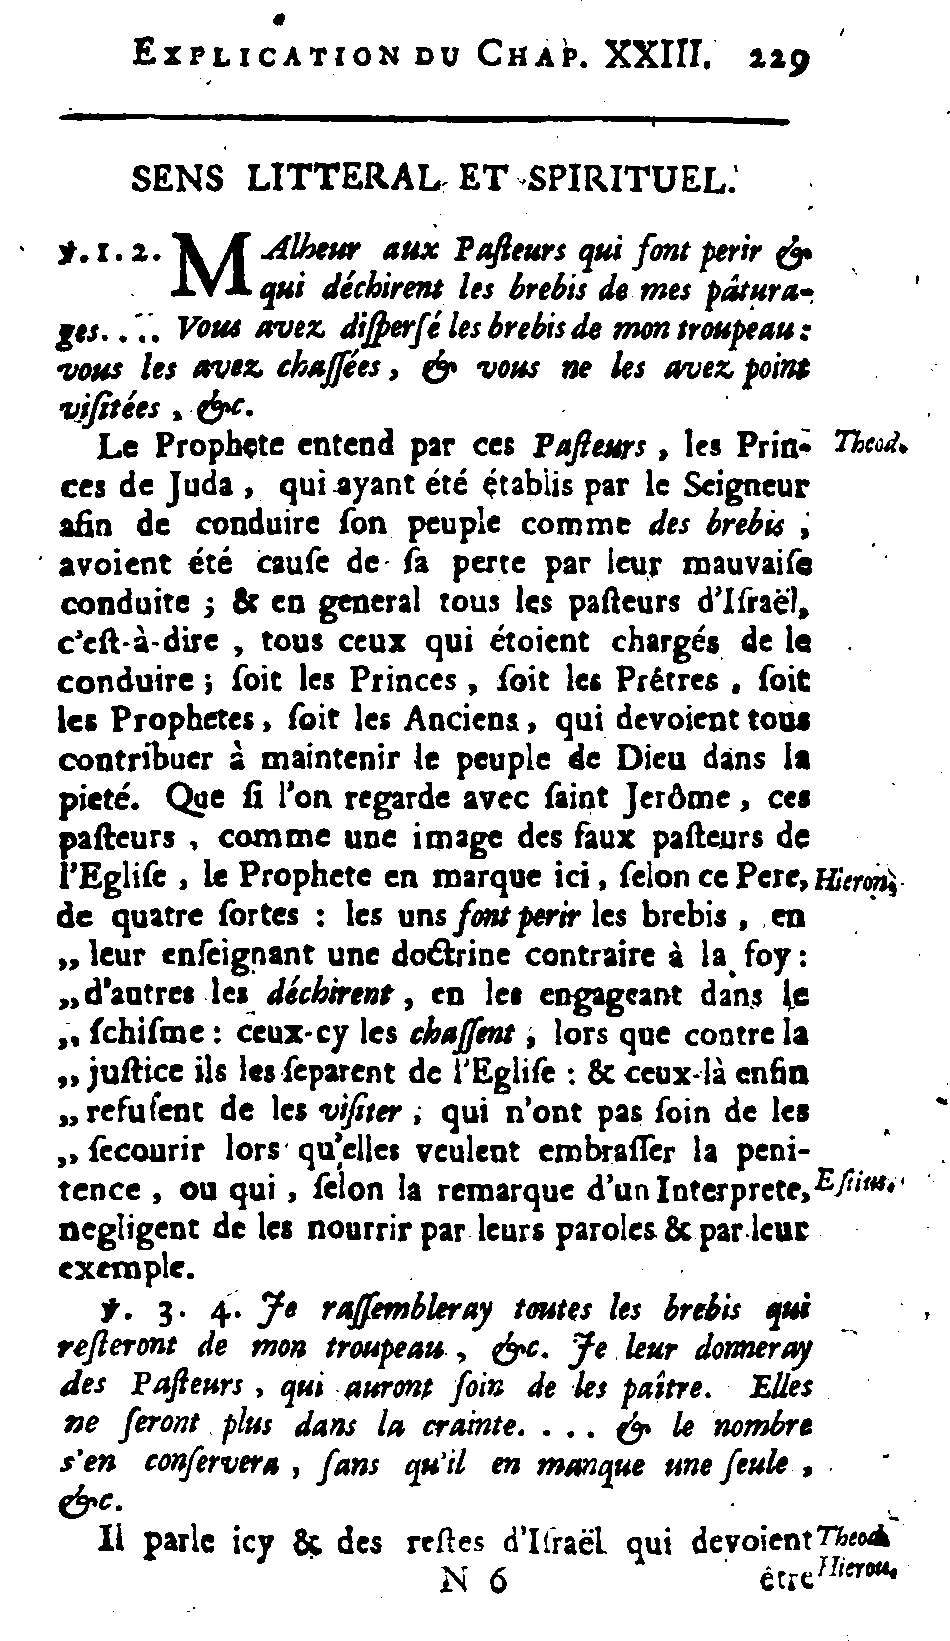 EXPLICATION DU CHAP. XXIII. 229
SENS LITTERAL ET SPIRITUEL.
℣. 1. 2. MAlheur aux Paſteurs qui font perir &
qui déchirent les brebis de mes pâtura-
ges. . . . Vous avez diſperſé les brebis de mon troupeau :
vous les avez chaſſées , & vous ne les avez point
viſitées , &c.
Le Prophete entend par ces Paſteurs , les Prin- Theod.
ces de Juda , qui ayant été établis par le Seigneur
afin de conduire ſon peuple comme des brebis ,
avoient été cauſe de ſa perte par leur mauvaiſe
conduite ; & en general tous les paſteurs d'Iſraël,
c'eſt-à-dire , tous ceux qui étoient chargés de le
conduire ; ſoit les Princes , ſoit les Prêtres , ſoit
les Prophetes , ſoit les Anciens , qui devoient tous
contribuer à maintenir le peuple de Dieu dans la
pieté. Que ſi l'on regarde avec ſaint Jerôme , ces
paſteurs , comme une image des faux paſteurs de
l'Egliſe , le Prophete en marque ici , ſelon ce Pere, Hieron.
de quatre ſortes : les uns font perir les brebis , en
„ leur enſeignant une doctrine contraire à la foy :
„ d'autres les déchirent , en les engageant dans le
„ ſchiſme : ceux-cy les chaſſent , lors que contre la
„ juſtice ils les ſeparent de l'Egliſe : & ceux-là enfin
„ refuſent de les viſiter , qui n'ont pas ſoin de les
„ ſecourir lors qu'elles veulent embraſſer la peni-
tence , ou qui , ſelon la remarque d'un Interprete, Eſtius.
negligent de les nourrir par leurs paroles & par leur
exemple.
℣. 3. 4. Je raſſembleray toutes les brebis qui
reſteront de mon troupeau , &c. Je leur donneray
des Paſteurs , qui auront ſoin de les paître. Elles
ne ſeront plus dans la crainte. . . . & le nombre
s'en conſervera , ſans qu'il en manque une ſeule ,
&c.
Il parle icy & des reſtes d'Iſraël qui devoient Theod.
N 6 être Hieron.